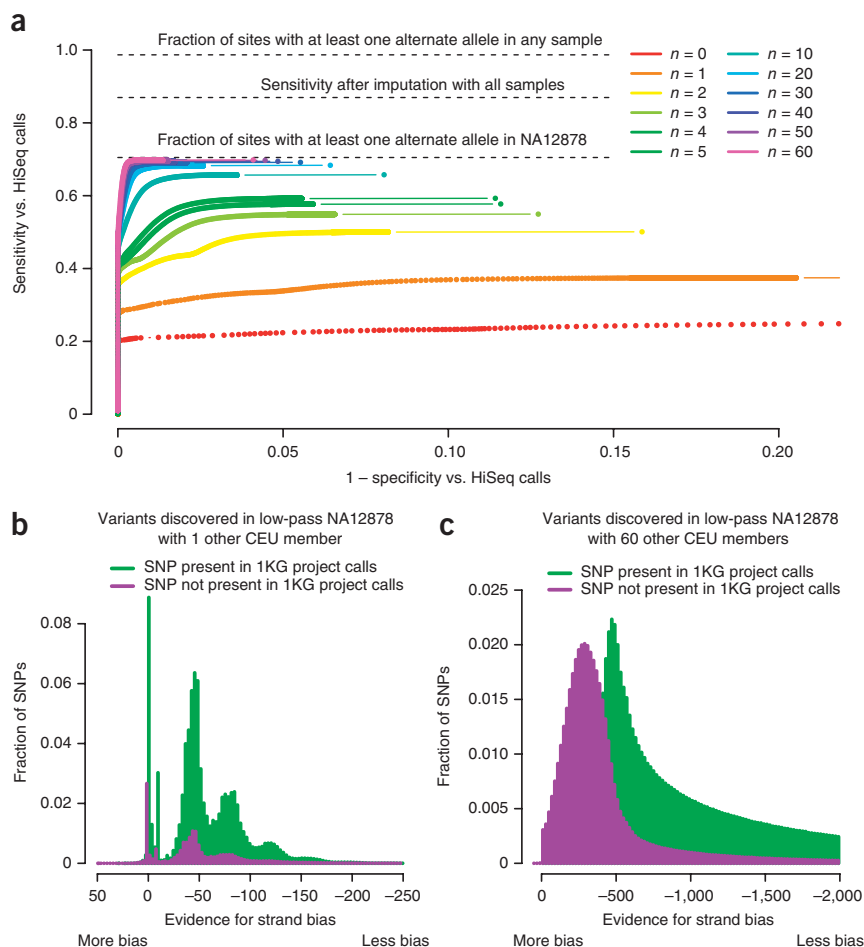 a
Fraction of sites with at least one alternate allele in any sample
Sensitivity after imputation with all samples
Fraction of sites with at least one alternate allele in NA12878
n = 0
n = 1
n = 2
n = 3
n = 4
n = 5
n = 10
n = 20
n = 30
n = 40
n = 50
n = 60
Sensitivity vs. HiSeq calls
1.0
0.8
0.6
0.4
0.2
0
0 0.05 0.10 0.15 0.20
1 – specificity vs. HiSeq calls
b
Variants discovered in low-pass NA12878
with 1 other CEU member
SNP present in 1KG project calls
SNP not present in 1KG project calls
Fraction of SNPs
0.08
0.06
0.04
0.02
0
50 0 –50 –100 –150 –200 –250
Evidence for strand bias
More bias Less bias
c
Variants discovered in low-pass NA12878
with 60 other CEU members
SNP present in 1KG project calls
SNP not present in 1KG project calls
Fraction of SNPs
0.025
0.020
0.015
0.010
0.005
0
0 –500 –1,000 –1,500 –2,000
Evidence for strand bias
More bias Less bias